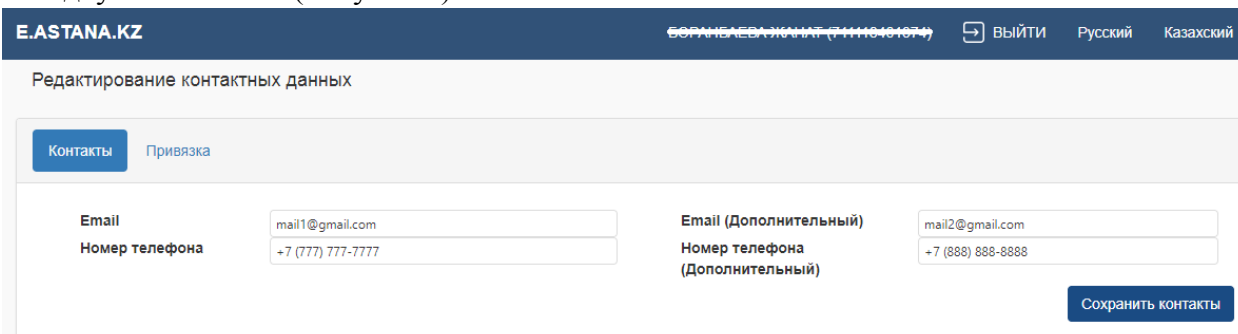 E.ASTANA.KZ ВЫЙТИ Русский Казахский
Редактирование контактных данных
Контакты Привязка
Email mail1@gmail.com Email (Дополнительный) mail2@gmail.com
Номер телефона +7 (777) 777-7777 Номер телефона +7 (888) 888-8888
(Дополнительный)
Сохранить контакты